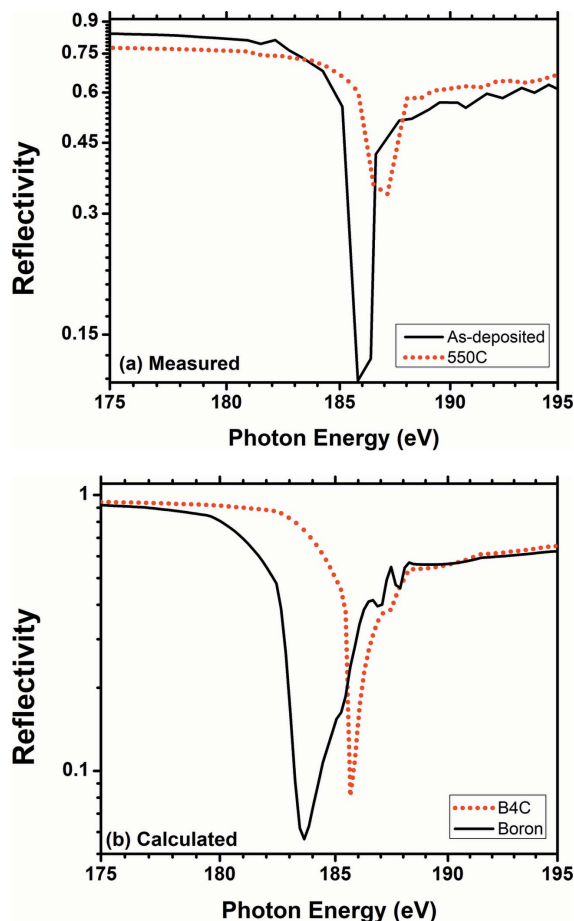 0.9
0.75
0.6
0.45
0.3
0.15
Reflectivity
As-deposited
550C
(a) Measured
175 180 185 190 195
Photon Energy (eV)
1
0.1
Reflectivity
B4C
Boron
(b) Calculated
175 180 185 190 195
Photon Energy (eV)